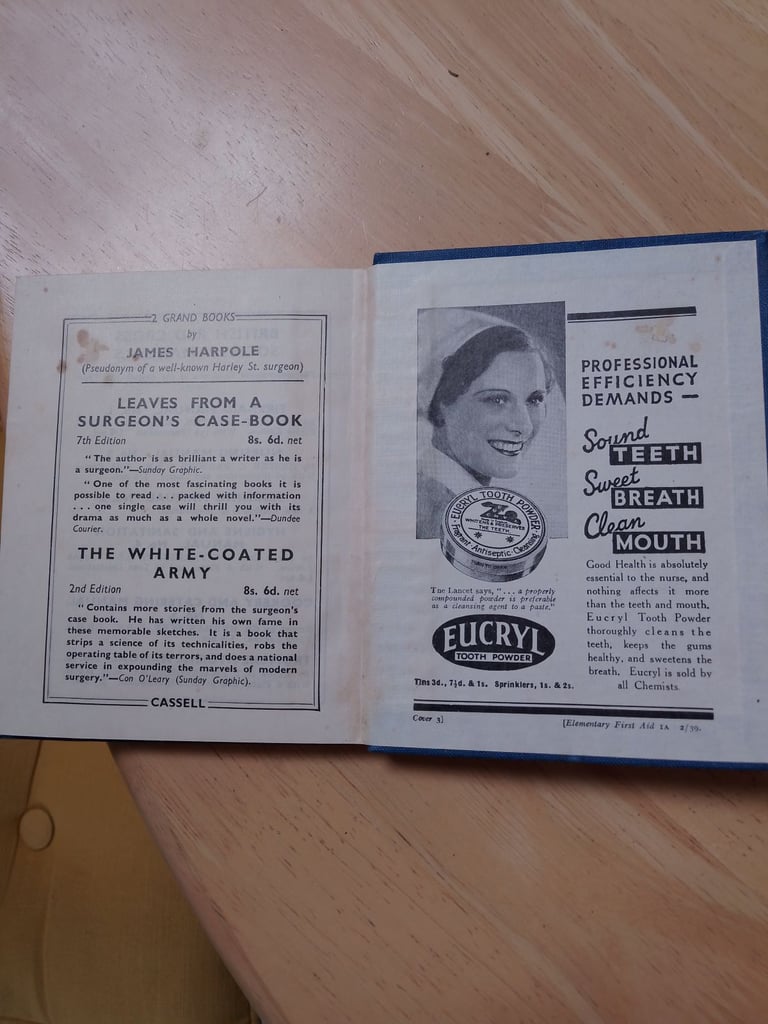 2 GRAND BOOKS
by
JAMES HARPOLE
(Pseudonym of a well-known Harley St. surgeon)
LEAVES FROM A
SURGEON'S CASE-BOOK
7th Edition 8s. 6d. net
"The author is as brilliant a writer as he is
a surgeon."—Sunday Graphic.
"One of the most fascinating books it is
possible to read . . . packed with information
. . . one single case will thrill you with its
drama as much as a whole novel."—Dundee
Courier.
THE WHITE-COATED
ARMY
2nd Edition 8s. 6d. net
"Contains more stories from the surgeon's
case book. He has written his own fame in
these memorable sketches. It is a book that
strips a science of its technicalities, robs the
operating table of its terrors, and does a national
service in expounding the marvels of modern
surgery."—Con O'Leary (Sunday Graphic).
CASSELL
PROFESSIONAL
EFFICIENCY
DEMANDS —
Sound
TEETH
Sweet
BREATH
Clean
MOUTH
EUCRYL TOOTH POWDER
WHITENS & PRESERVES
THE TEETH
Fragrant Antiseptic Cleansing
The Lancet says, ". . . a properly
compounded powder is preferable
as a cleansing agent to a paste."
EUCRYL
TOOTH POWDER
Tins 3d., 7½d. & 1s. Sprinklers, 1s. & 2s.
Good Health is absolutely
essential to the nurse, and
nothing affects it more
than the teeth and mouth.
Eucryl Tooth Powder
thoroughly cleans the
teeth, keeps the gums
healthy, and sweetens the
breath. Eucryl is sold by
all Chemists
Cover 3]
[Elementary First Aid 1A 2/39.